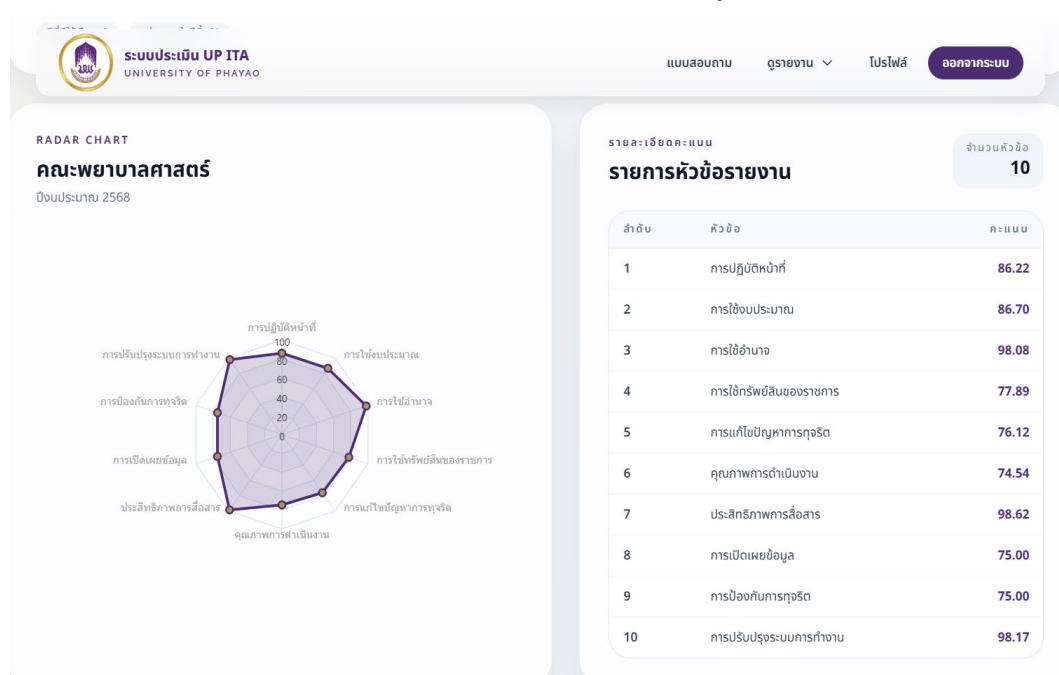 ระบบประเมิน UP ITA
UNIVERSITY OF PHAYAO
แบบสอบถาม
ดูรายงาน
โปรไฟล์
ออกจากระบบ
RADAR CHART
คณะพยาบาลศาสตร์
ปีงบประมาณ 2568
การปฏิบัติหน้าที่
การปรับปรุงระบบการทำงาน
การใช้งบประมาณ
การป้องกันการทุจริต
การใช้อำนาจ
การเปิดเผยข้อมูล
การใช้ทรัพย์สินของราชการ
ประสิทธิภาพการสื่อสาร
การแก้ไขปัญหาการทุจริต
คุณภาพการดำเนินงาน
100
80
60
40
20
0
รายละเอียดคะแนน
รายการหัวข้อรายงาน
จำนวนหัวข้อ
10
ลำดับ หัวข้อ คะแนน
1 การปฏิบัติหน้าที่ 86.22
2 การใช้งบประมาณ 86.70
3 การใช้อำนาจ 98.08
4 การใช้ทรัพย์สินของราชการ 77.89
5 การแก้ไขปัญหาการทุจริต 76.12
6 คุณภาพการดำเนินงาน 74.54
7 ประสิทธิภาพการสื่อสาร 98.62
8 การเปิดเผยข้อมูล 75.00
9 การป้องกันการทุจริต 75.00
10 การปรับปรุงระบบการทำงาน 98.17